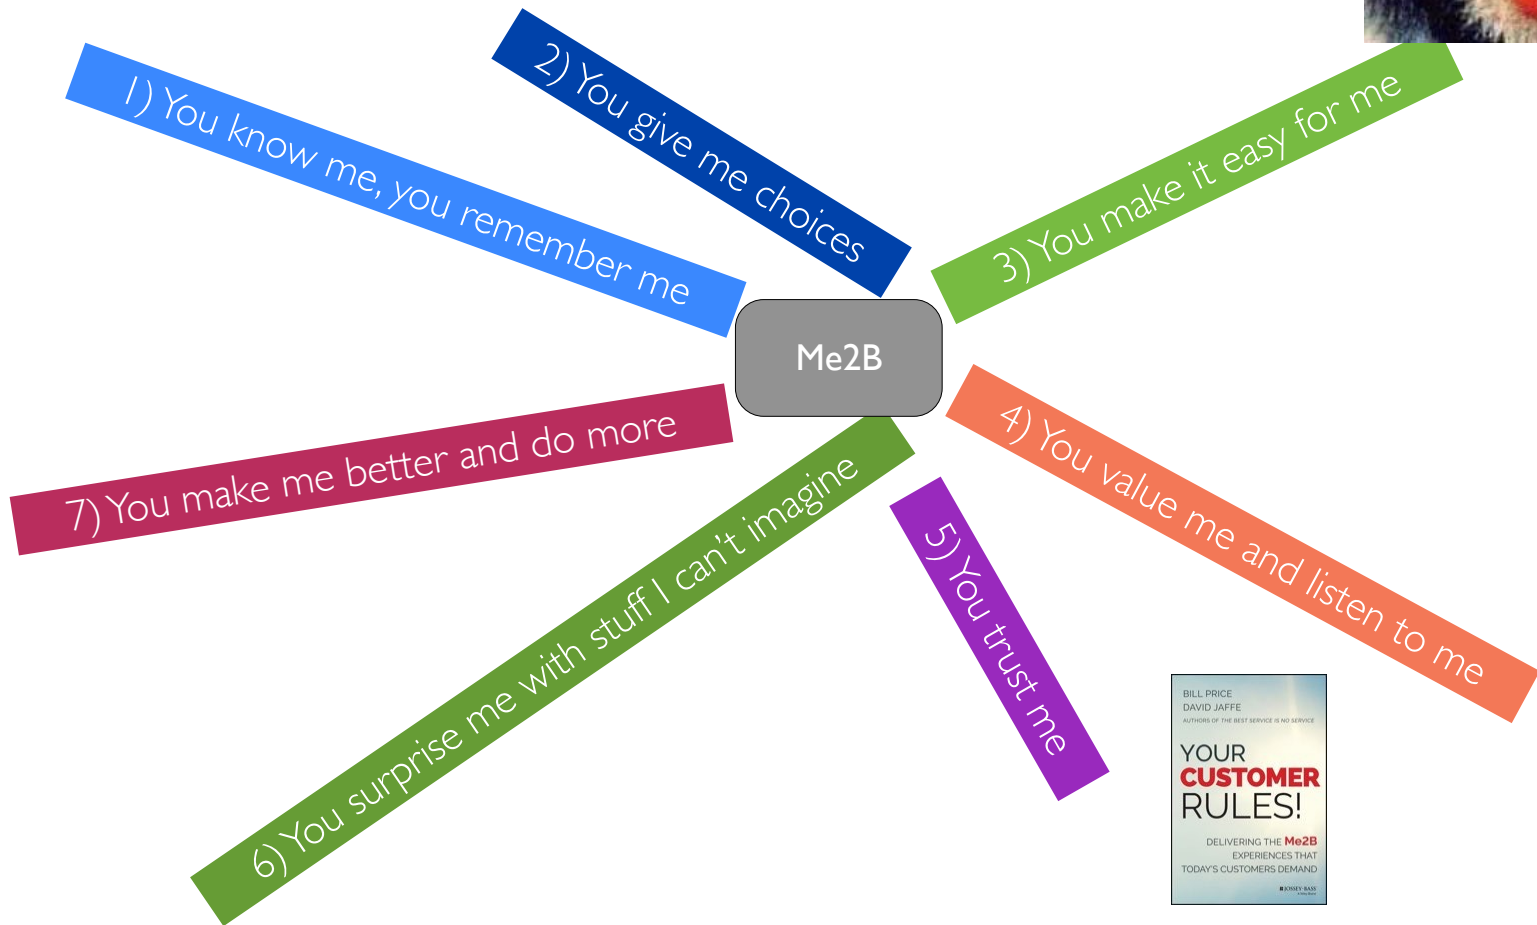 1) You know me, you remember me
2) You give me choices
3) You make it easy for me
Me2B
4) You value me and listen to me
5) You trust me
6) You surprise me with stuff I can't imagine
7) You make me better and do more
BILL PRICE
DAVID JAFFE
AUTHORS OF THE BEST SERVICE IS NO SERVICE
YOUR
CUSTOMER
RULES!
DELIVERING THE Me2B
EXPERIENCES THAT
TODAY'S CUSTOMERS DEMAND
JOSSEY-BASS